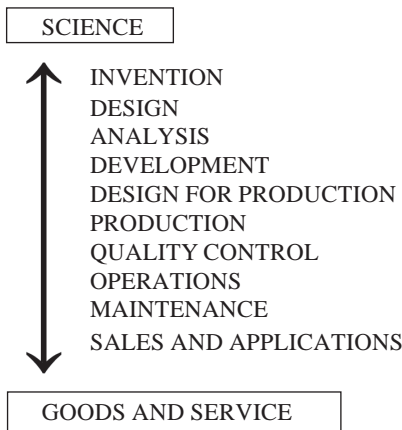 SCIENCE
INVENTION
DESIGN
ANALYSIS
DEVELOPMENT
DESIGN FOR PRODUCTION
PRODUCTION
QUALITY CONTROL
OPERATIONS
MAINTENANCE
SALES AND APPLICATIONS
GOODS AND SERVICE